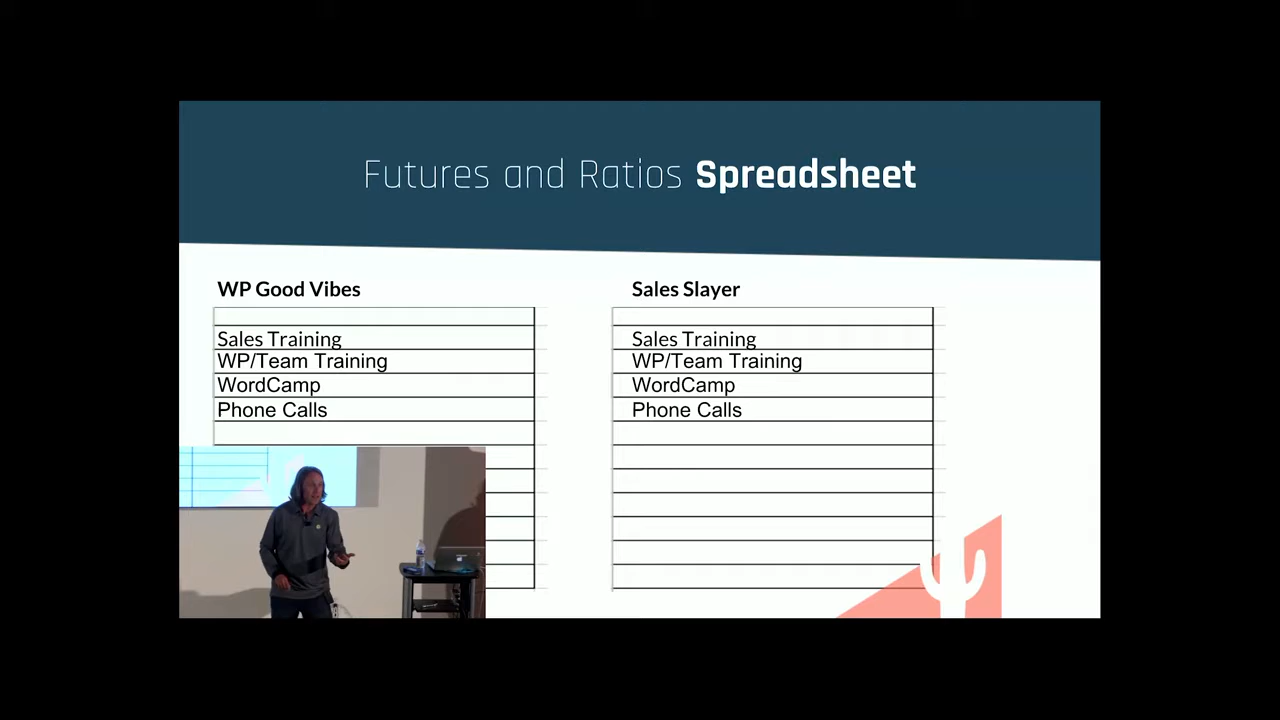 Futures and Ratios Spreadsheet
WP Good Vibes
Sales Training
WP/Team Training
WordCamp
Phone Calls
Sales Slayer
Sales Training
WP/Team Training
WordCamp
Phone Calls